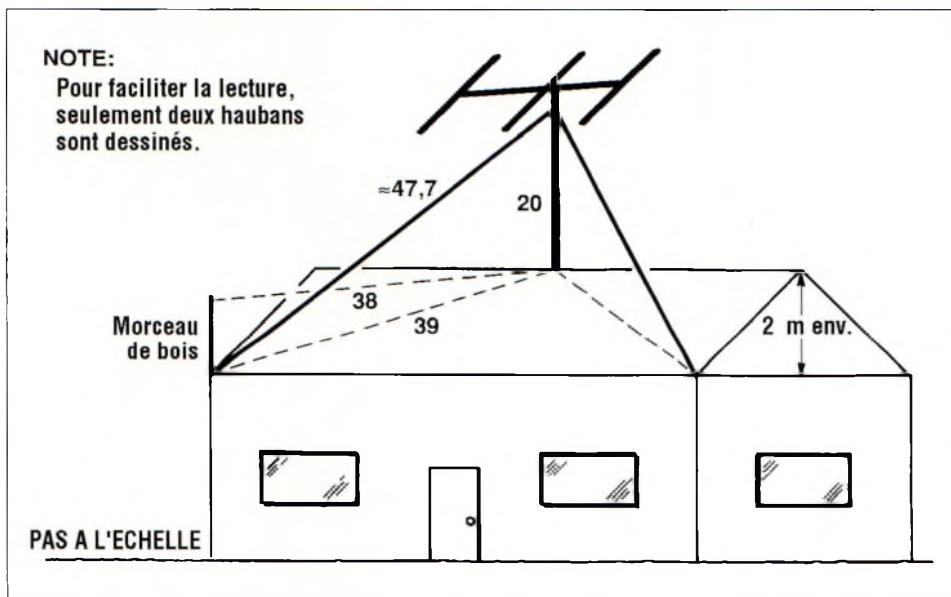 NOTE:
Pour faciliter la lecture,
seulement deux haubans
sont dessinés.
≈47,7
20
38
39
Morceau
de bois
2 m env.
PAS A L'ECHELLE